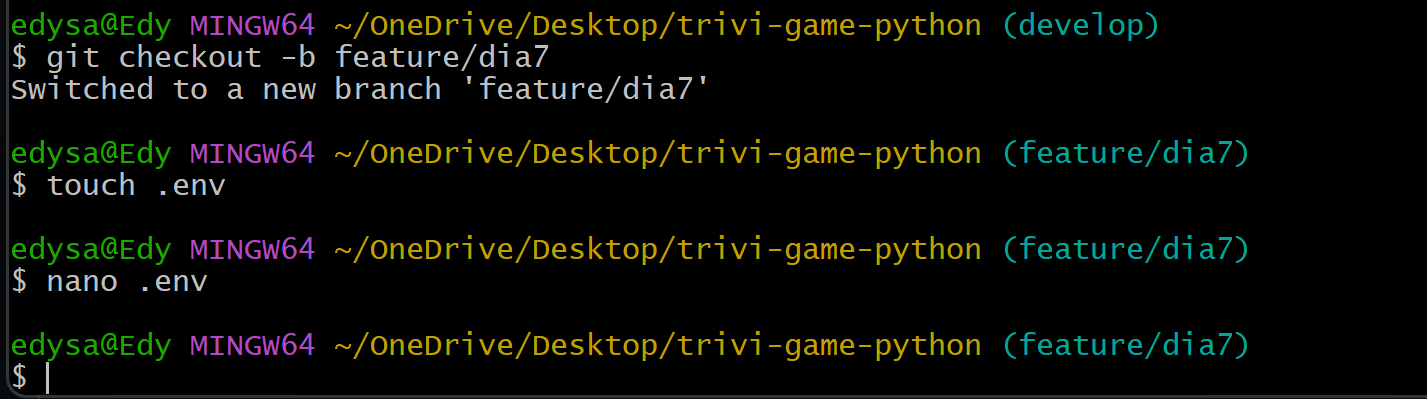 edysa@Edy MINGW64 ~/OneDrive/Desktop/trivi-game-python (develop)
$ git checkout -b feature/dia7
Switched to a new branch 'feature/dia7'
edysa@Edy MINGW64 ~/OneDrive/Desktop/trivi-game-python (feature/dia7)
$ touch .env
edysa@Edy MINGW64 ~/OneDrive/Desktop/trivi-game-python (feature/dia7)
$ nano .env
edysa@Edy MINGW64 ~/OneDrive/Desktop/trivi-game-python (feature/dia7)
$